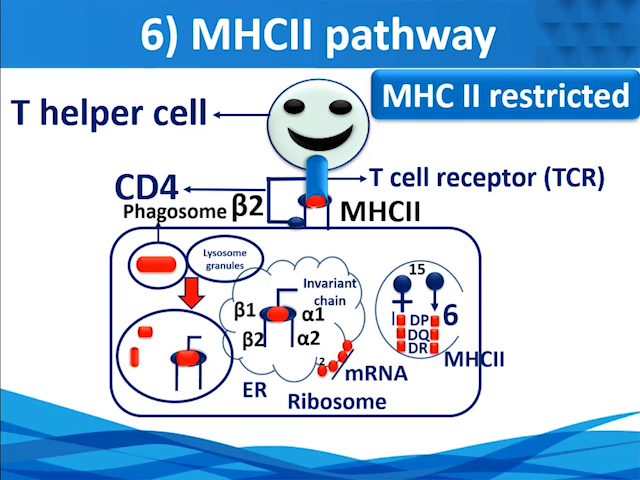 6) MHCII pathway
MHC II restricted
T helper cell
T cell receptor (TCR)
CD4
Phagosome
β2
MHCII
Lysosome
granules
Invariant
chain
15
β1
α1
β2
α2
6
DP
DQ
DR
MHCII
2
mRNA
ER
Ribosome